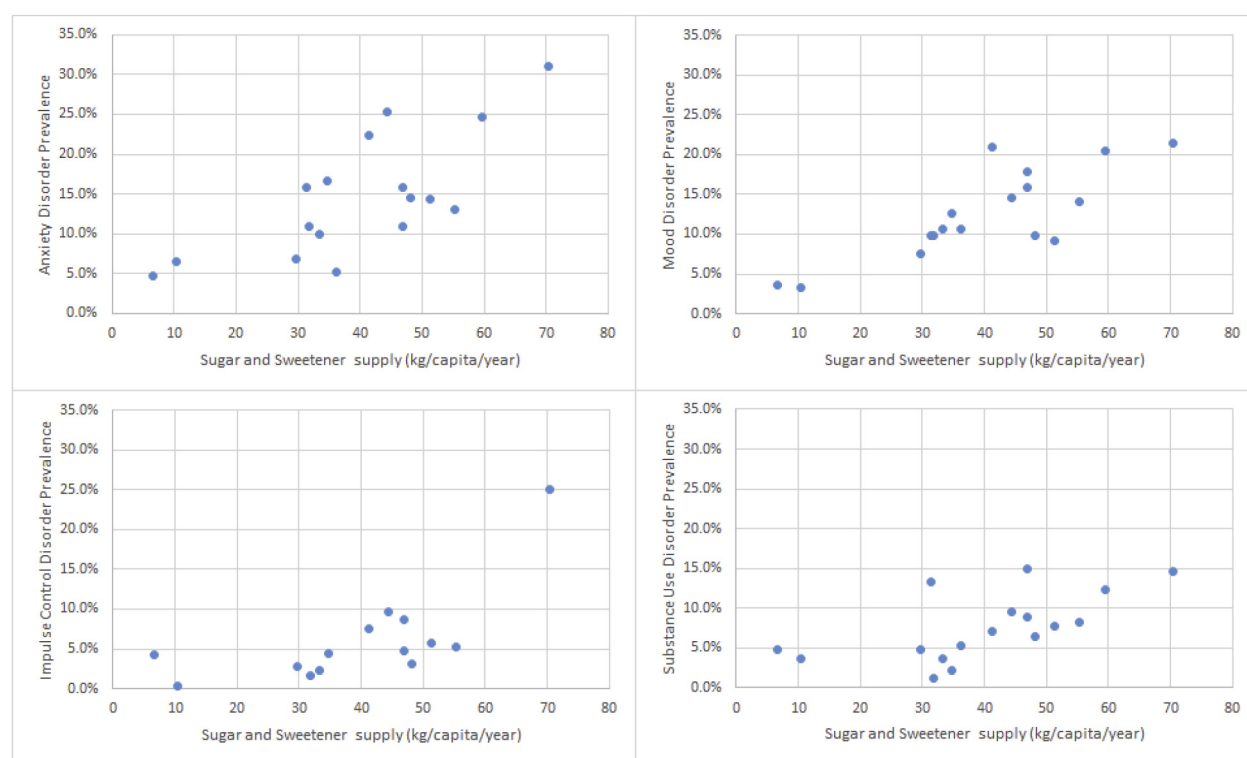 35.0%
30.0%
25.0%
20.0%
15.0%
10.0%
5.0%
0.0%
Anxiety Disorder Prevalence
0 10 20 30 40 50 60 70 80
Sugar and Sweetener supply (kg/capita/year)
35.0%
30.0%
25.0%
20.0%
15.0%
10.0%
5.0%
0.0%
Mood Disorder Prevalence
0 10 20 30 40 50 60 70 80
Sugar and Sweetener supply (kg/capita/year)
35.0%
30.0%
25.0%
20.0%
15.0%
10.0%
5.0%
0.0%
Impulse Control Disorder Prevalence
0 10 20 30 40 50 60 70 80
Sugar and Sweetener supply (kg/capita/year)
35.0%
30.0%
25.0%
20.0%
15.0%
10.0%
5.0%
0.0%
Substance Use Disorder Prevalence
0 10 20 30 40 50 60 70 80
Sugar and Sweetener supply (kg/capita/year)